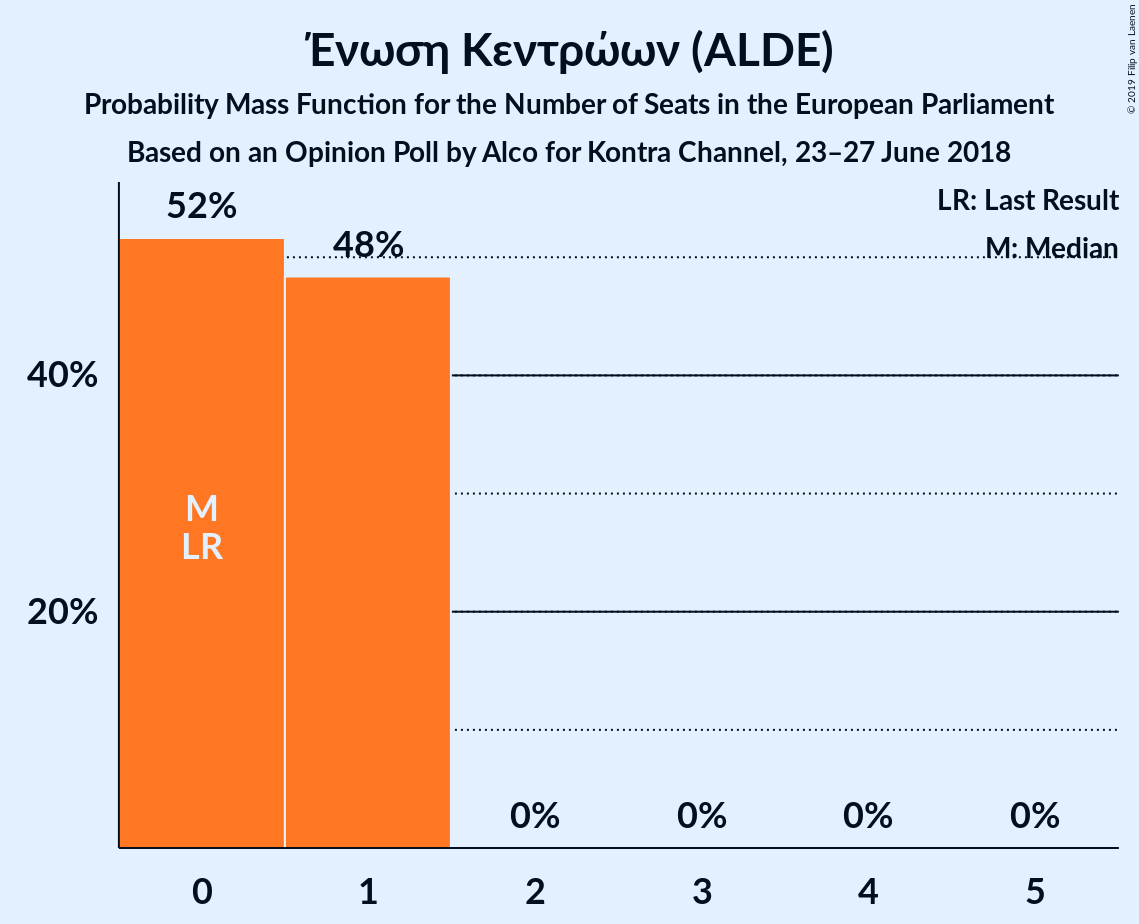 Ένωση Κεντρώων (ALDE)
Probability Mass Function for the Number of Seats in the European Parliament
Based on an Opinion Poll by Alco for Kontra Channel, 23–27 June 2018
© 2019 Filip van Laenen
LR: Last Result
M: Median
52%
48%
40%
20%
M
LR
0%
0%
0%
0%
0
1
2
3
4
5